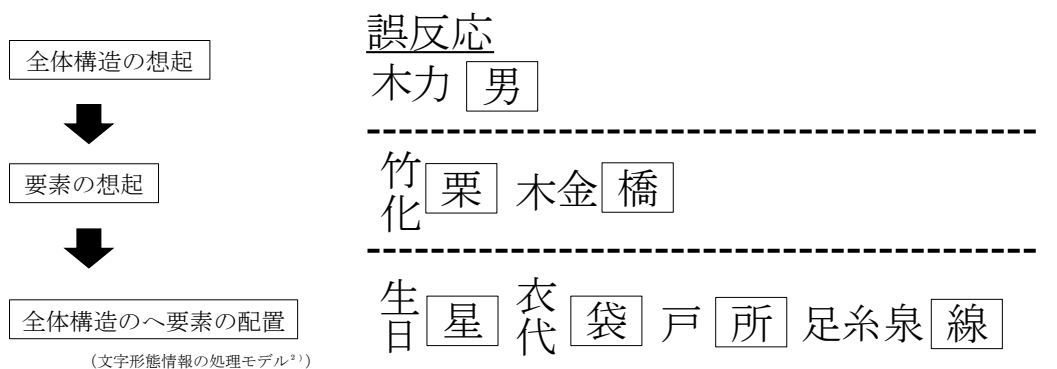 誤反応
全体構造の想起
木力 男
要素の想起
竹化 栗 木金 橋
生日 星 衣代 袋 戸 所 足糸泉 線
全体構造のへ要素の配置
(文字形態情報の処理モデル²⁾)